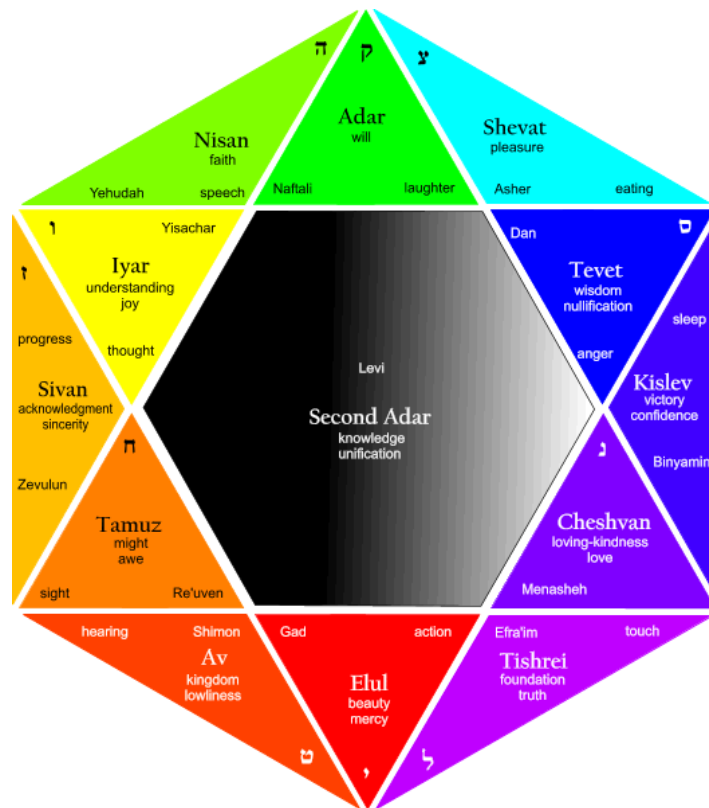 ה
Nisan
faith
Yehudah
speech
ק
Adar
will
Naftali
laughter
צ
Shevat
pleasure
Asher
eating
ו
Yisachar
Iyar
understanding
joy
thought
Dan
ס
Tevet
wisdom
nullification
anger
ז
progress
Sivan
acknowledgment
sincerity
Zevulun
Levi
Second Adar
knowledge
unification
sleep
Kislev
victory
confidence
Binyamin
ח
Tamuz
might
awe
sight
Re'uven
נ
Cheshvan
loving-kindness
love
Menasheh
hearing
Shimon
Av
kingdom
lowliness
ט
Gad
action
Elul
beauty
mercy
י
Efra'im
touch
Tishrei
foundation
truth
ל